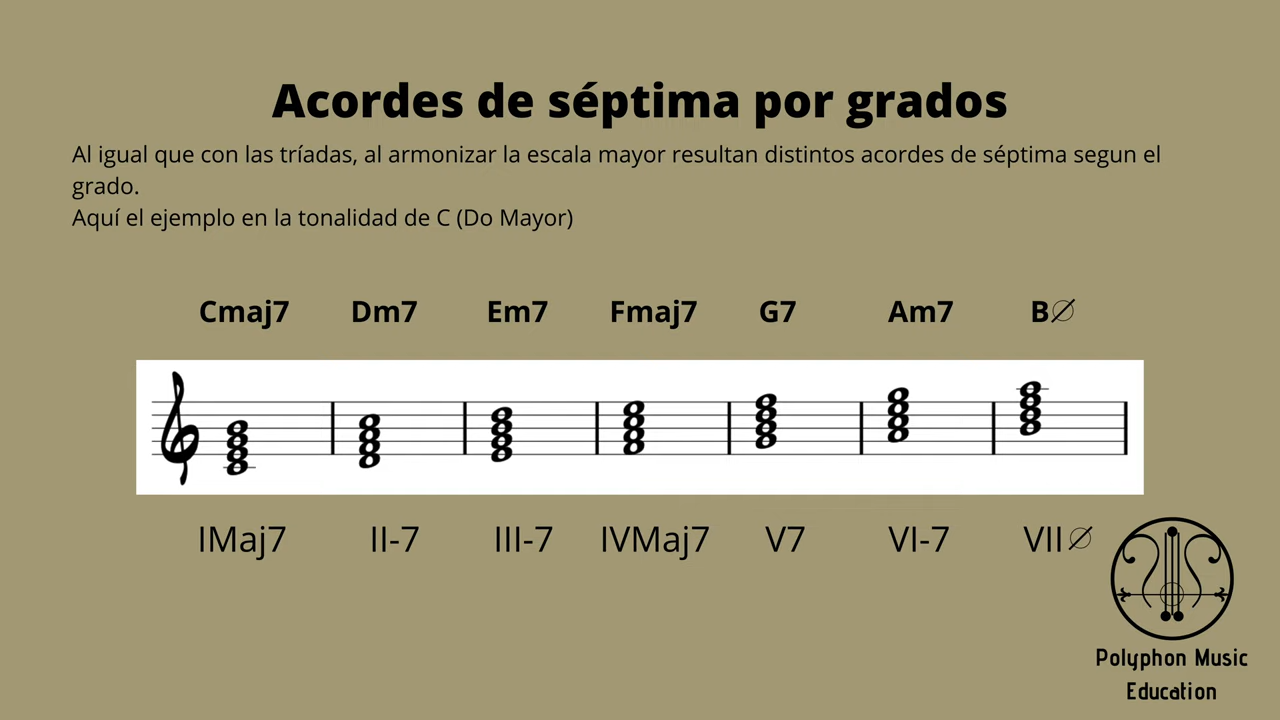 Acordes de séptima por grados
Al igual que con las tríadas, al armonizar la escala mayor resultan distintos acordes de séptima segun el
grado.
Aquí el ejemplo en la tonalidad de C (Do Mayor)
Cmaj7 Dm7 Em7 Fmaj7 G7 Am7 B∅
IMaj7 II-7 III-7 IVMaj7 V7 VI-7 VII∅
Polyphon Music
Education